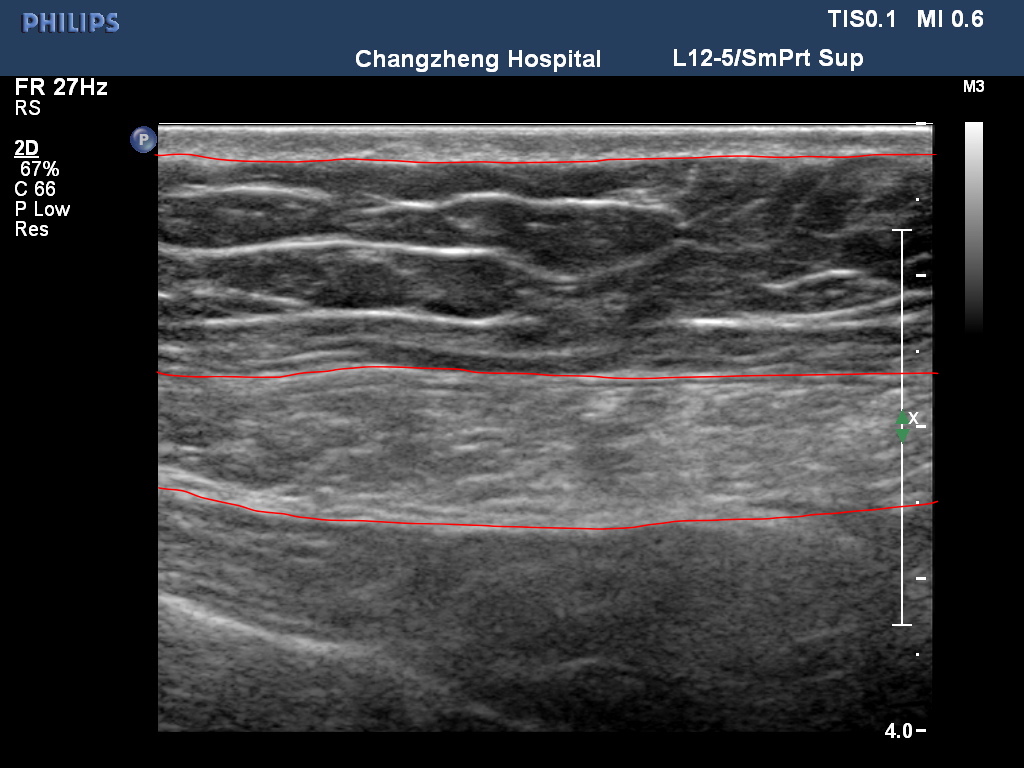 PHILIPS
TIS0.1 MI 0.6
Changzheng Hospital L12-5/SmPrt Sup
FR 27Hz
RS
M3
P
2D
67%
C 66
P Low
Res
X
4.0